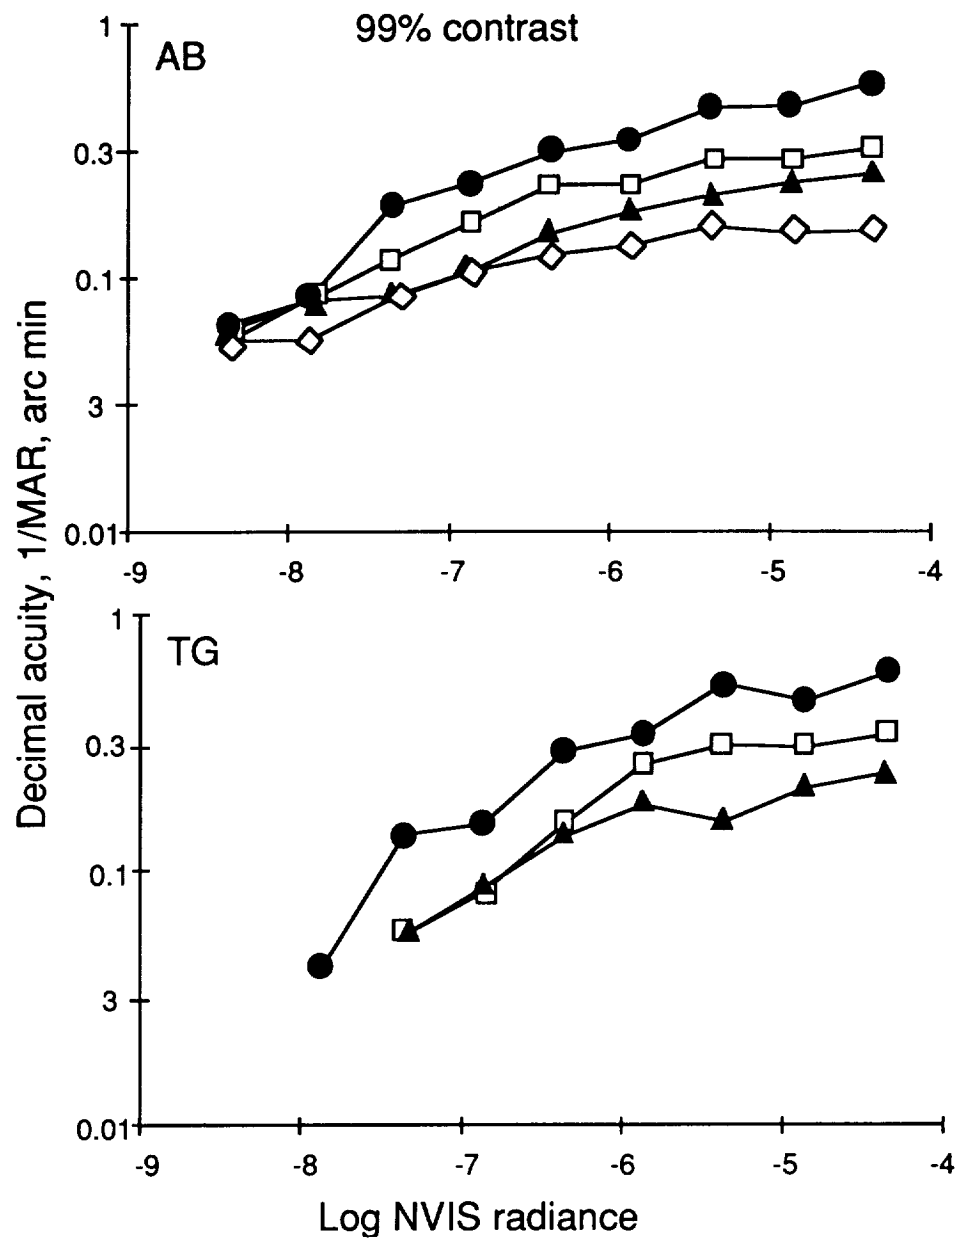 99% contrast
AB
1
0.3
0.1
3
0.01
-9 -8 -7 -6 -5 -4
Decimal acuity, 1/MAR, arc min
TG
1
0.3
0.1
3
0.01
-9 -8 -7 -6 -5 -4
Log NVIS radiance